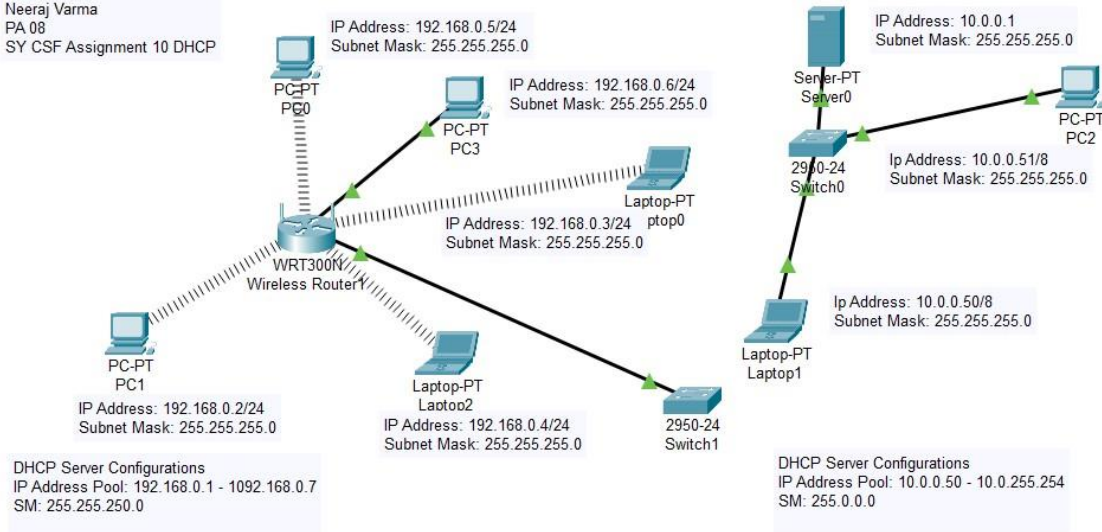 Neeraj Varma
PA 08
SY CSF Assignment 10 DHCP
IP Address: 192.168.0.5/24
Subnet Mask: 255.255.255.0
PC-PT
PC0
IP Address: 192.168.0.6/24
Subnet Mask: 255.255.255.0
PC-PT
PC3
Laptop-PT
ptop0
IP Address: 192.168.0.3/24
Subnet Mask: 255.255.255.0
WRT300N
Wireless Router1
PC-PT
PC1
IP Address: 192.168.0.2/24
Subnet Mask: 255.255.255.0
Laptop-PT
Laptop2
IP Address: 192.168.0.4/24
Subnet Mask: 255.255.255.0
2950-24
Switch1
DHCP Server Configurations
IP Address Pool: 192.168.0.1 - 1092.168.0.7
SM: 255.255.250.0
IP Address: 10.0.0.1
Subnet Mask: 255.255.255.0
Server-PT
Server0
PC-PT
PC2
2950-24
Switch0
Ip Address: 10.0.0.51/8
Subnet Mask: 255.255.255.0
Ip Address: 10.0.0.50/8
Subnet Mask: 255.255.255.0
Laptop-PT
Laptop1
DHCP Server Configurations
IP Address Pool: 10.0.0.50 - 10.0.255.254
SM: 255.0.0.0